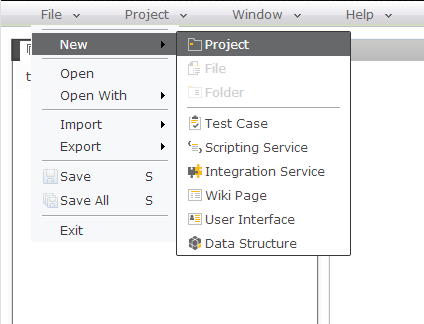 File Project Window Help
New
Open
Open With
Import
Export
Save S
Save All S
Exit
Project
File
Folder
Test Case
Scripting Service
Integration Service
Wiki Page
User Interface
Data Structure